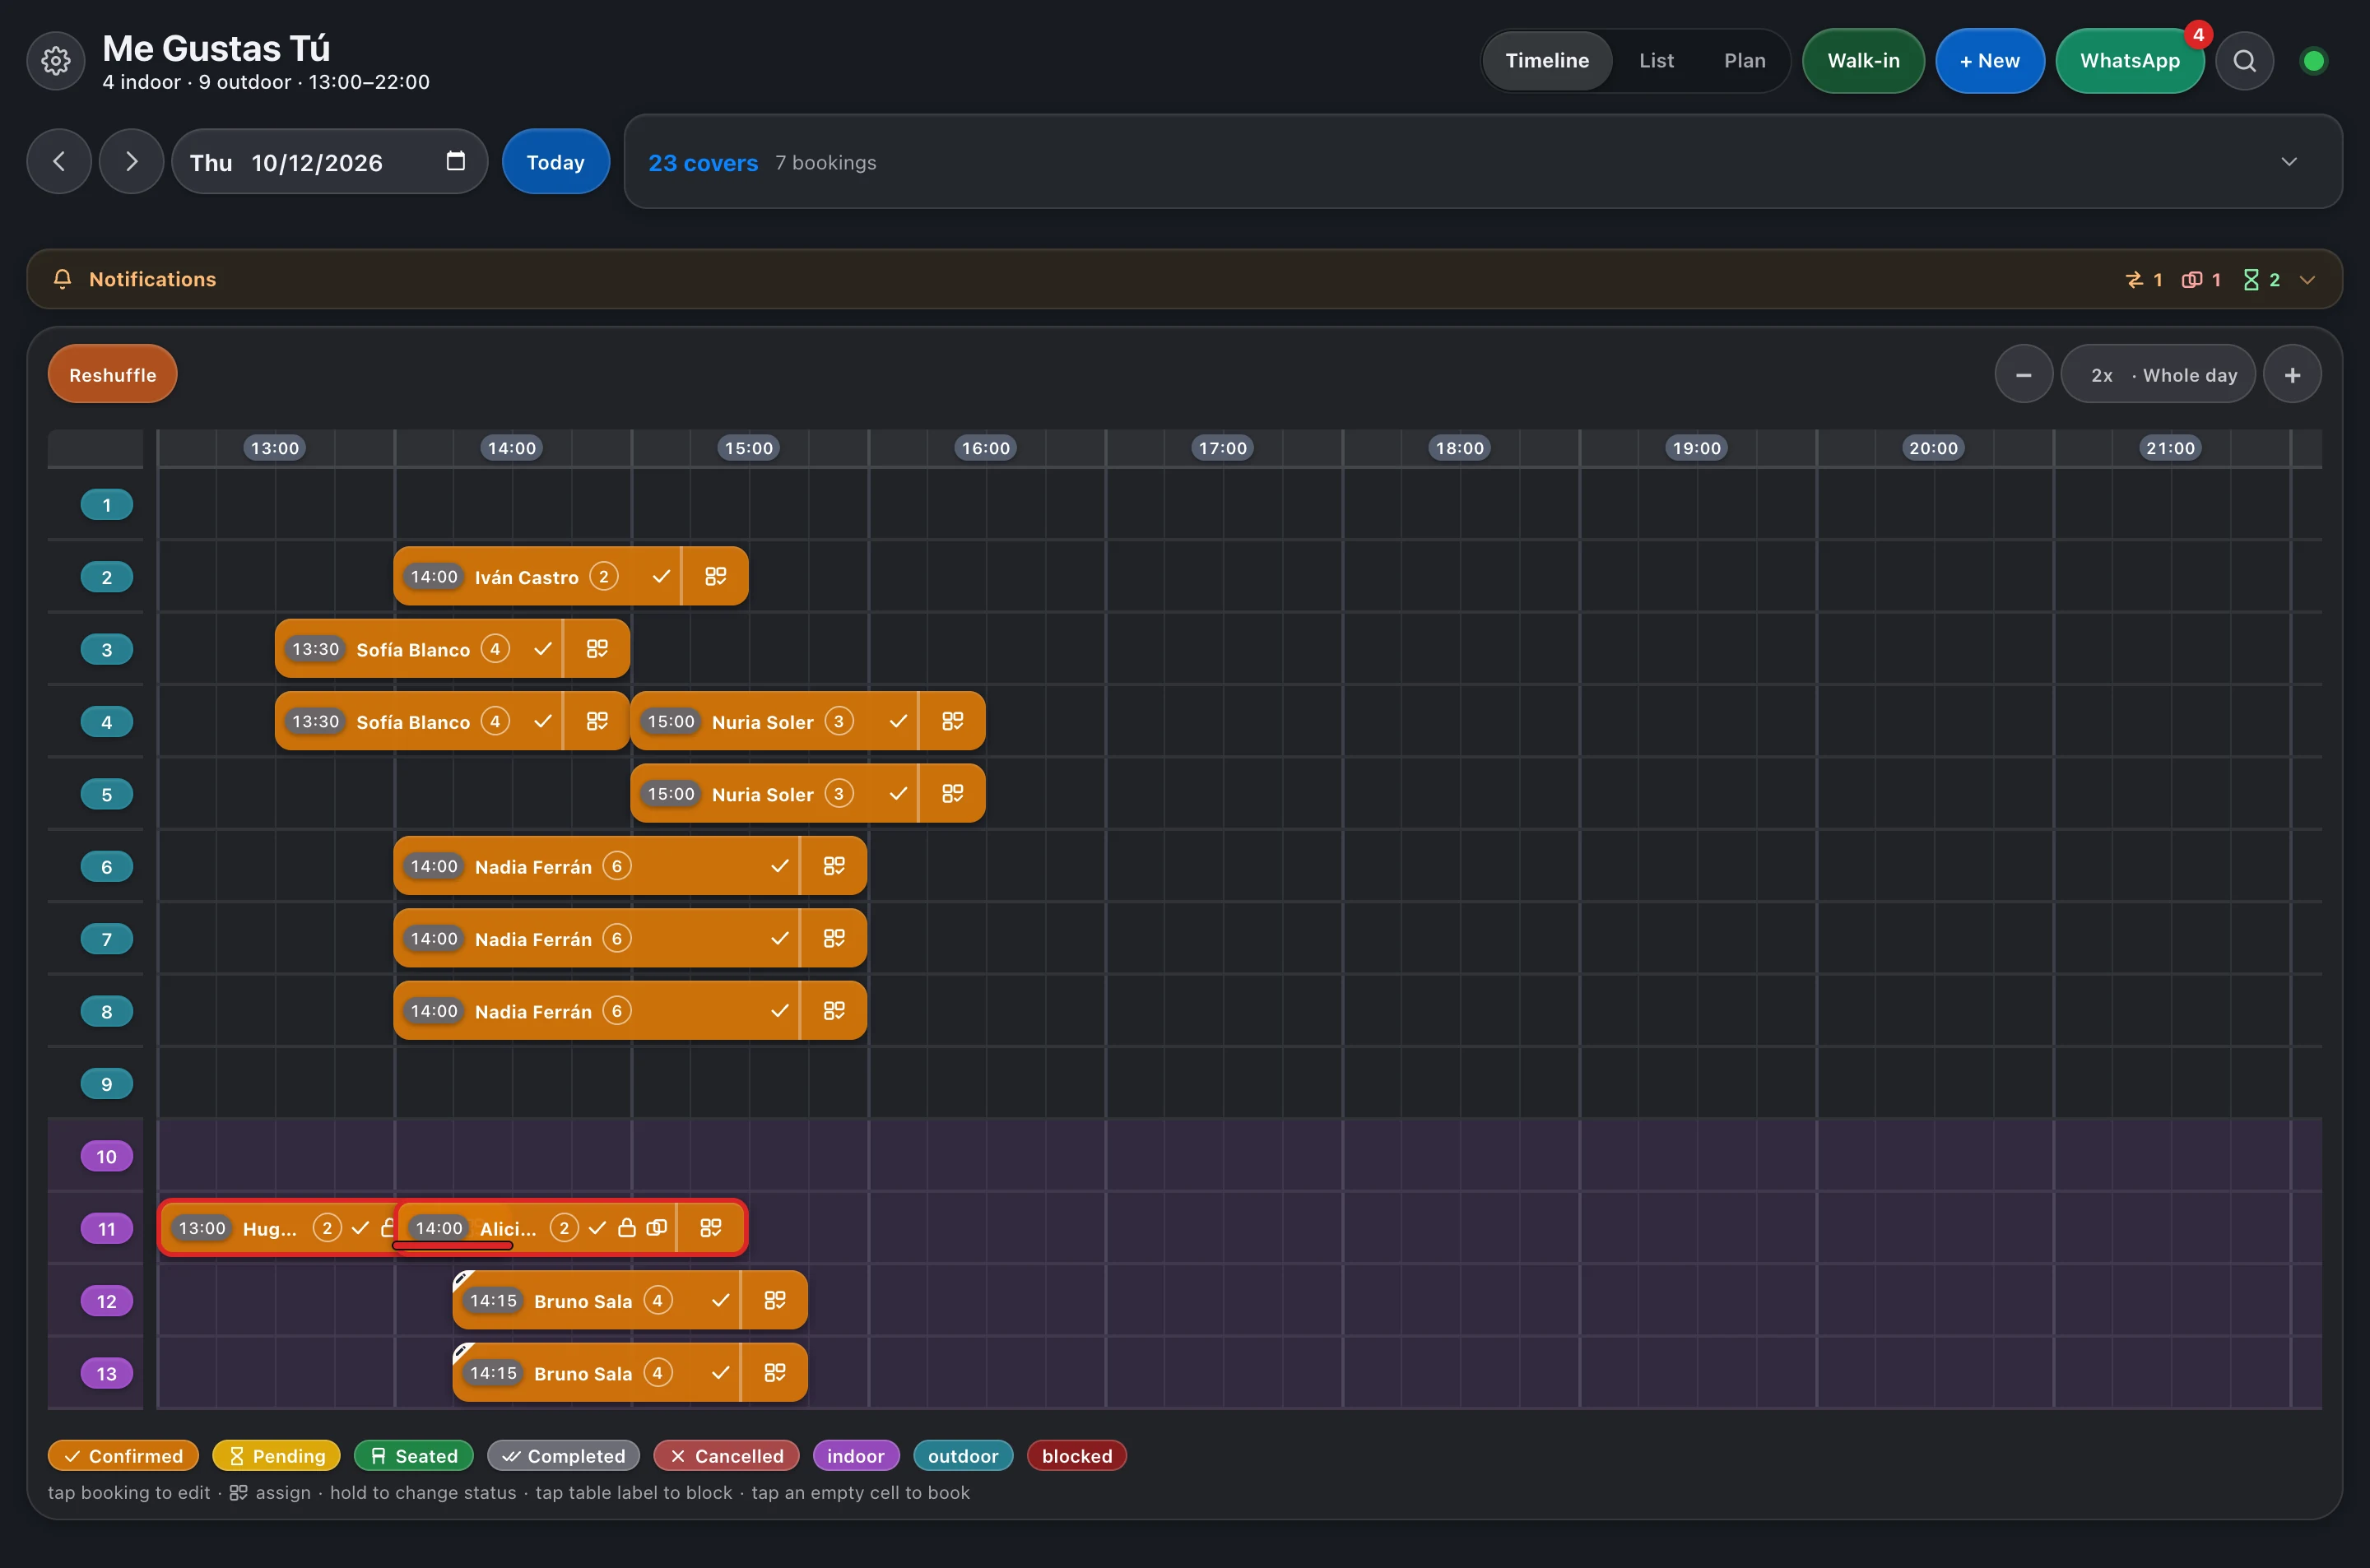 Me Gustas Tú
4 indoor · 9 outdoor · 13:00–22:00
Timeline List Plan Walk-in + New WhatsApp 4
Thu 10/12/2026 Today 23 covers 7 bookings
Notifications 1 1 2
Reshuffle − 2x · Whole day +
13:00 14:00 15:00 16:00 17:00 18:00 19:00 20:00 21:00
1
2 14:00 Iván Castro 2
3 13:30 Sofía Blanco 4
4 13:30 Sofía Blanco 4 15:00 Nuria Soler 3
5 15:00 Nuria Soler 3
6 14:00 Nadia Ferrán 6
7 14:00 Nadia Ferrán 6
8 14:00 Nadia Ferrán 6
9
10
11 13:00 Hug... 2 14:00 Alici... 2
12 14:15 Bruno Sala 4
13 14:15 Bruno Sala 4
Confirmed Pending Seated Completed Cancelled indoor outdoor blocked
tap booking to edit · assign · hold to change status · tap table label to block · tap an empty cell to book